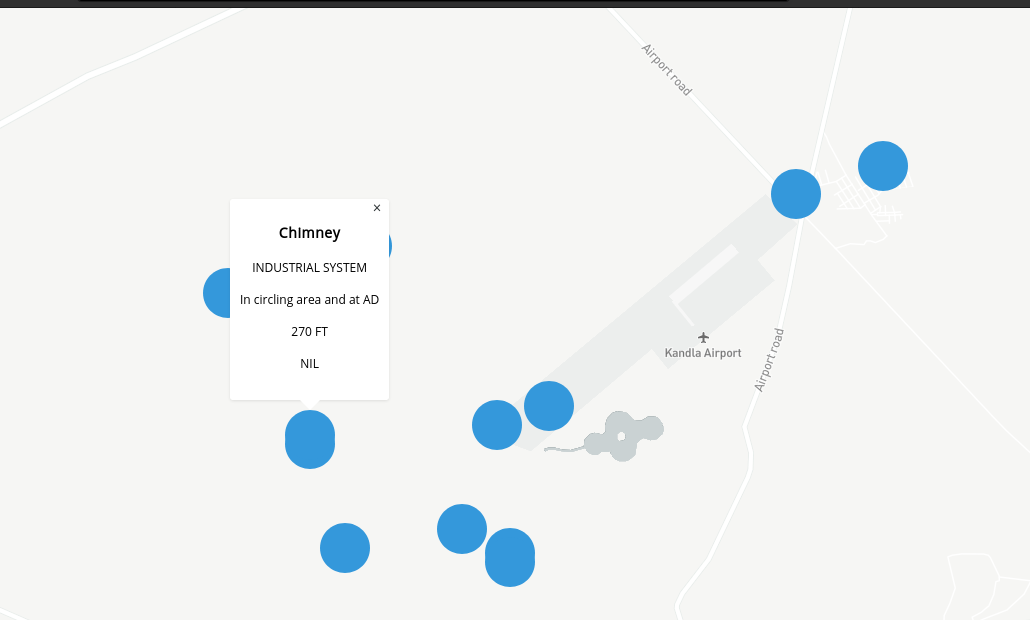 Airport road
×
Chimney
INDUSTRIAL SYSTEM
In circling area and at AD
270 FT
NIL
Kandla Airport
Airport road